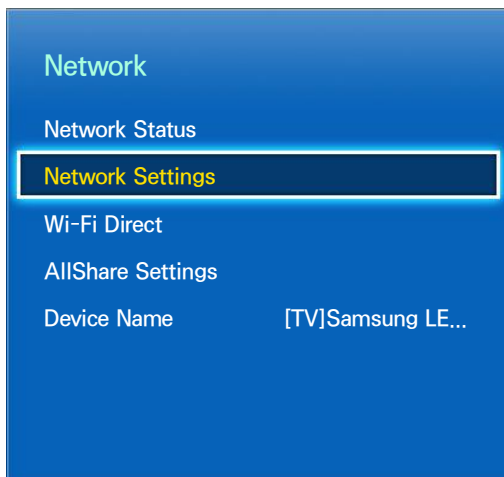 Network
Network Status
Network Settings
Wi-Fi Direct
AllShare Settings
Device Name [TV]Samsung LE...